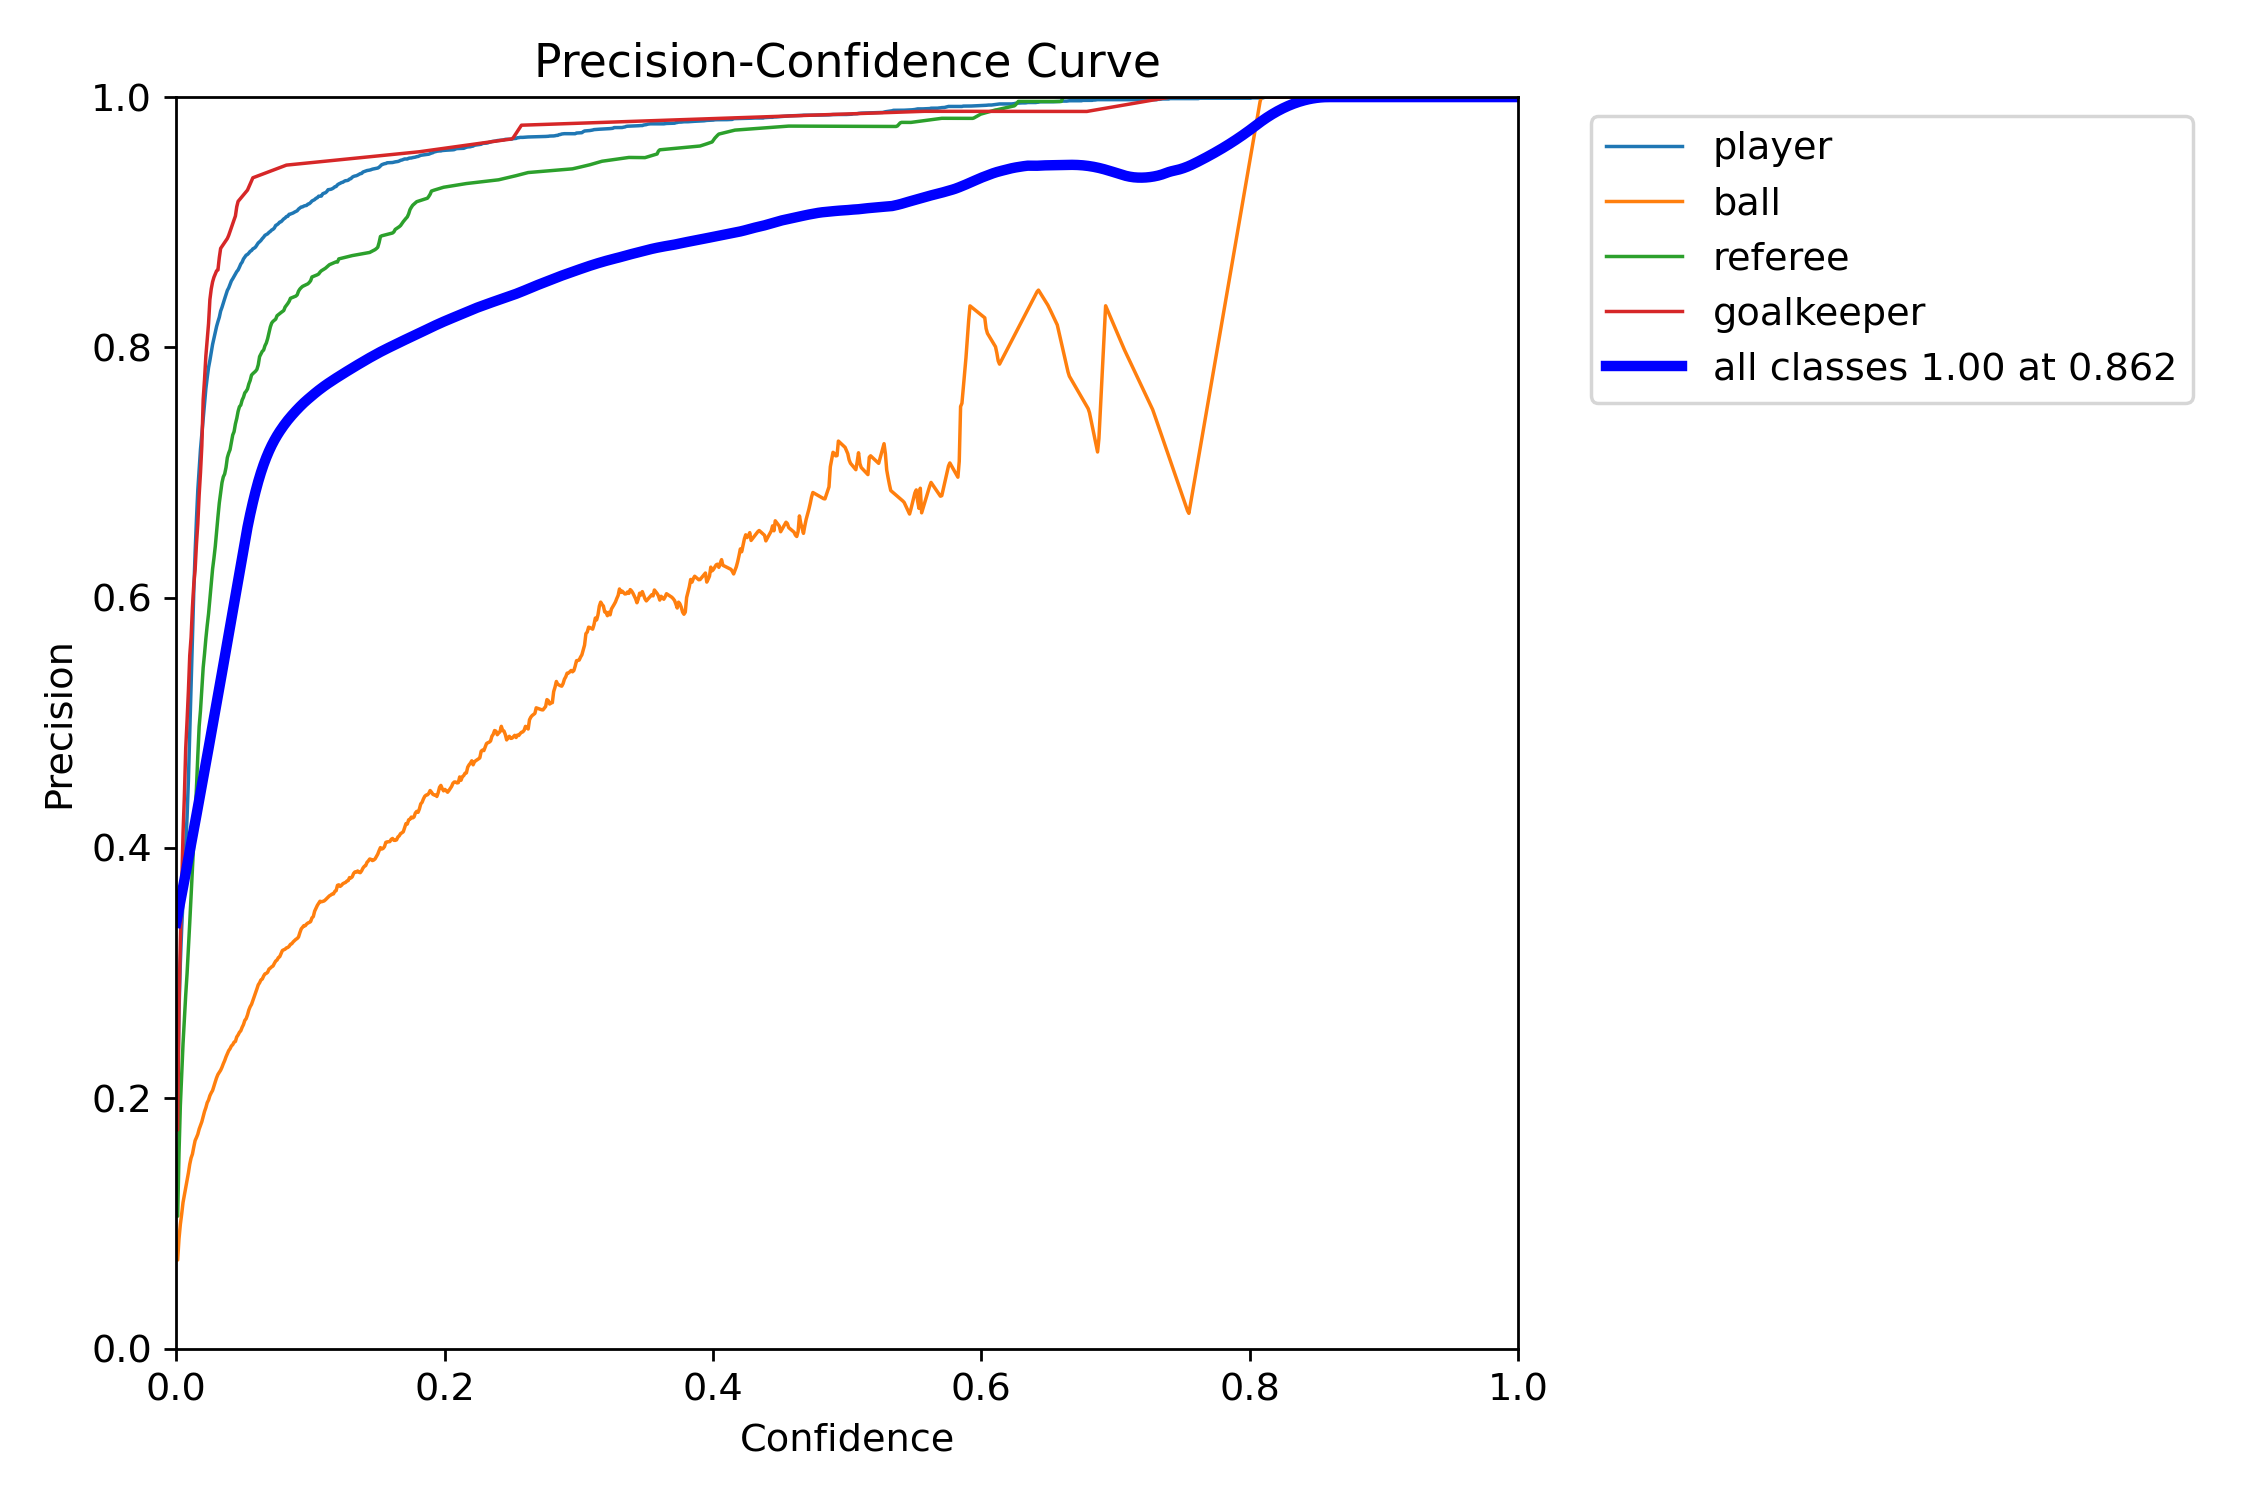 Precision-Confidence Curve
1.0
0.8
0.6
0.4
0.2
0.0
Precision
0.0 0.2 0.4 0.6 0.8 1.0
Confidence
player
ball
referee
goalkeeper
all classes 1.00 at 0.862